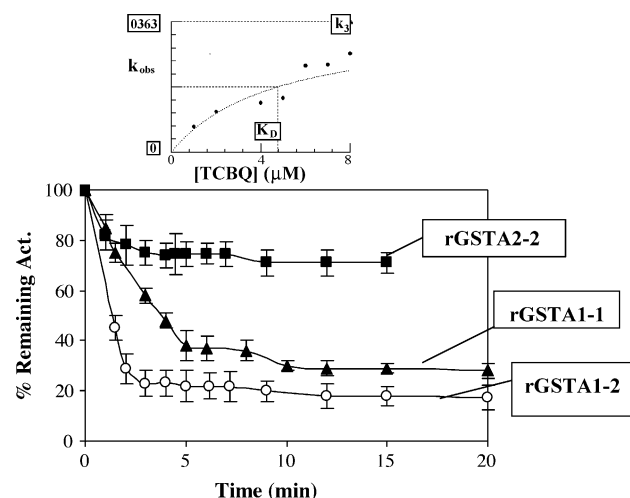 0363
k3
kobs
KD
0
0 4 8
[TCBQ] (μM)
100
80
60
40
20
0
% Remaining Act.
rGSTA2-2
rGSTA1-1
rGSTA1-2
0 5 10 15 20
Time (min)